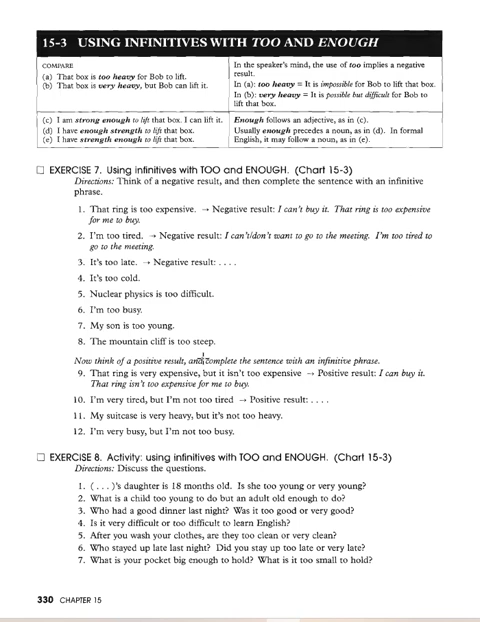 15-3 USING INFINITIVES WITH TOO AND ENOUGH
COMPARE
(a) That box is too heavy for Bob to lift.
(b) That box is very heavy, but Bob can lift it.
In the speaker's mind, the use of too implies a negative
result.
In (a): too heavy = It is impossible for Bob to lift that box.
In (b): very heavy = It is possible but difficult for Bob to
lift that box.
(c) I am strong enough to lift that box. I can lift it.
(d) I have enough strength to lift that box.
(e) I have strength enough to lift that box.
Enough follows an adjective, as in (c).
Usually enough precedes a noun, as in (d). In formal
English, it may follow a noun, as in (e).
□ EXERCISE 7. Using infinitives with TOO and ENOUGH. (Chart 15-3)
Directions: Think of a negative result, and then complete the sentence with an infinitive
phrase.
1. That ring is too expensive. → Negative result: I can't buy it. That ring is too expensive
for me to buy.
2. I'm too tired. → Negative result: I can't/don't want to go to the meeting. I'm too tired to
go to the meeting.
3. It's too late. → Negative result: . . . .
4. It's too cold.
5. Nuclear physics is too difficult.
6. I'm too busy.
7. My son is too young.
8. The mountain cliff is too steep.
Now think of a positive result, and complete the sentence with an infinitive phrase.
9. That ring is very expensive, but it isn't too expensive → Positive result: I can buy it.
That ring isn't too expensive for me to buy.
10. I'm very tired, but I'm not too tired → Positive result: . . . .
11. My suitcase is very heavy, but it's not too heavy.
12. I'm very busy, but I'm not too busy.
□ EXERCISE 8. Activity: using infinitives with TOO and ENOUGH. (Chart 15-3)
Directions: Discuss the questions.
1. ( . . . )'s daughter is 18 months old. Is she too young or very young?
2. What is a child too young to do but an adult old enough to do?
3. Who had a good dinner last night? Was it too good or very good?
4. Is it very difficult or too difficult to learn English?
5. After you wash your clothes, are they too clean or very clean?
6. Who stayed up late last night? Did you stay up too late or very late?
7. What is your pocket big enough to hold? What is it too small to hold?
330 CHAPTER 15